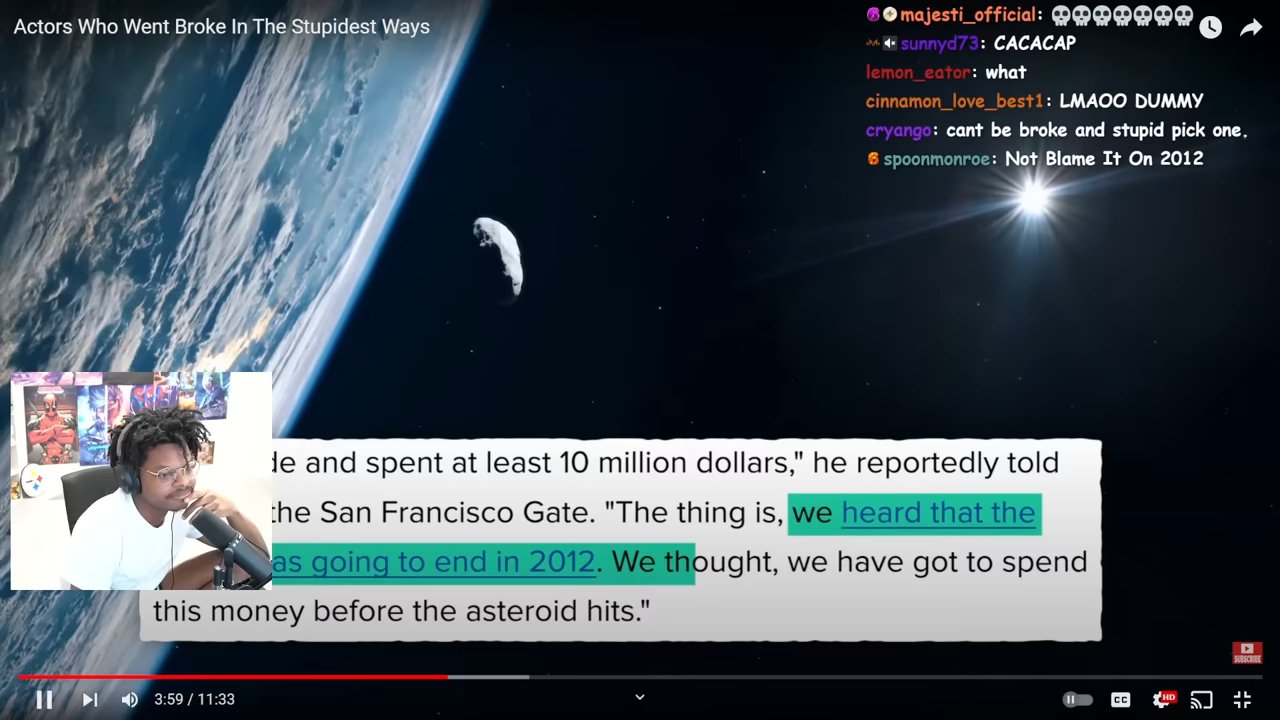 Actors Who Went Broke In The Stupidest Ways
majesti_official: 💀💀💀💀💀💀💀
sunnyd73: CACACAP
lemon_eator: what
cinnamon_love_best1: LMAOO DUMMY
cryango: cant be broke and stupid pick one.
spoonmonroe: Not Blame It On 2012
de and spent at least 10 million dollars," he reportedly told
the San Francisco Gate. "The thing is, we heard that the
as going to end in 2012. We thought, we have got to spend
this money before the asteroid hits."
SUBSCRIBE
3:59 / 11:33
CC
HD